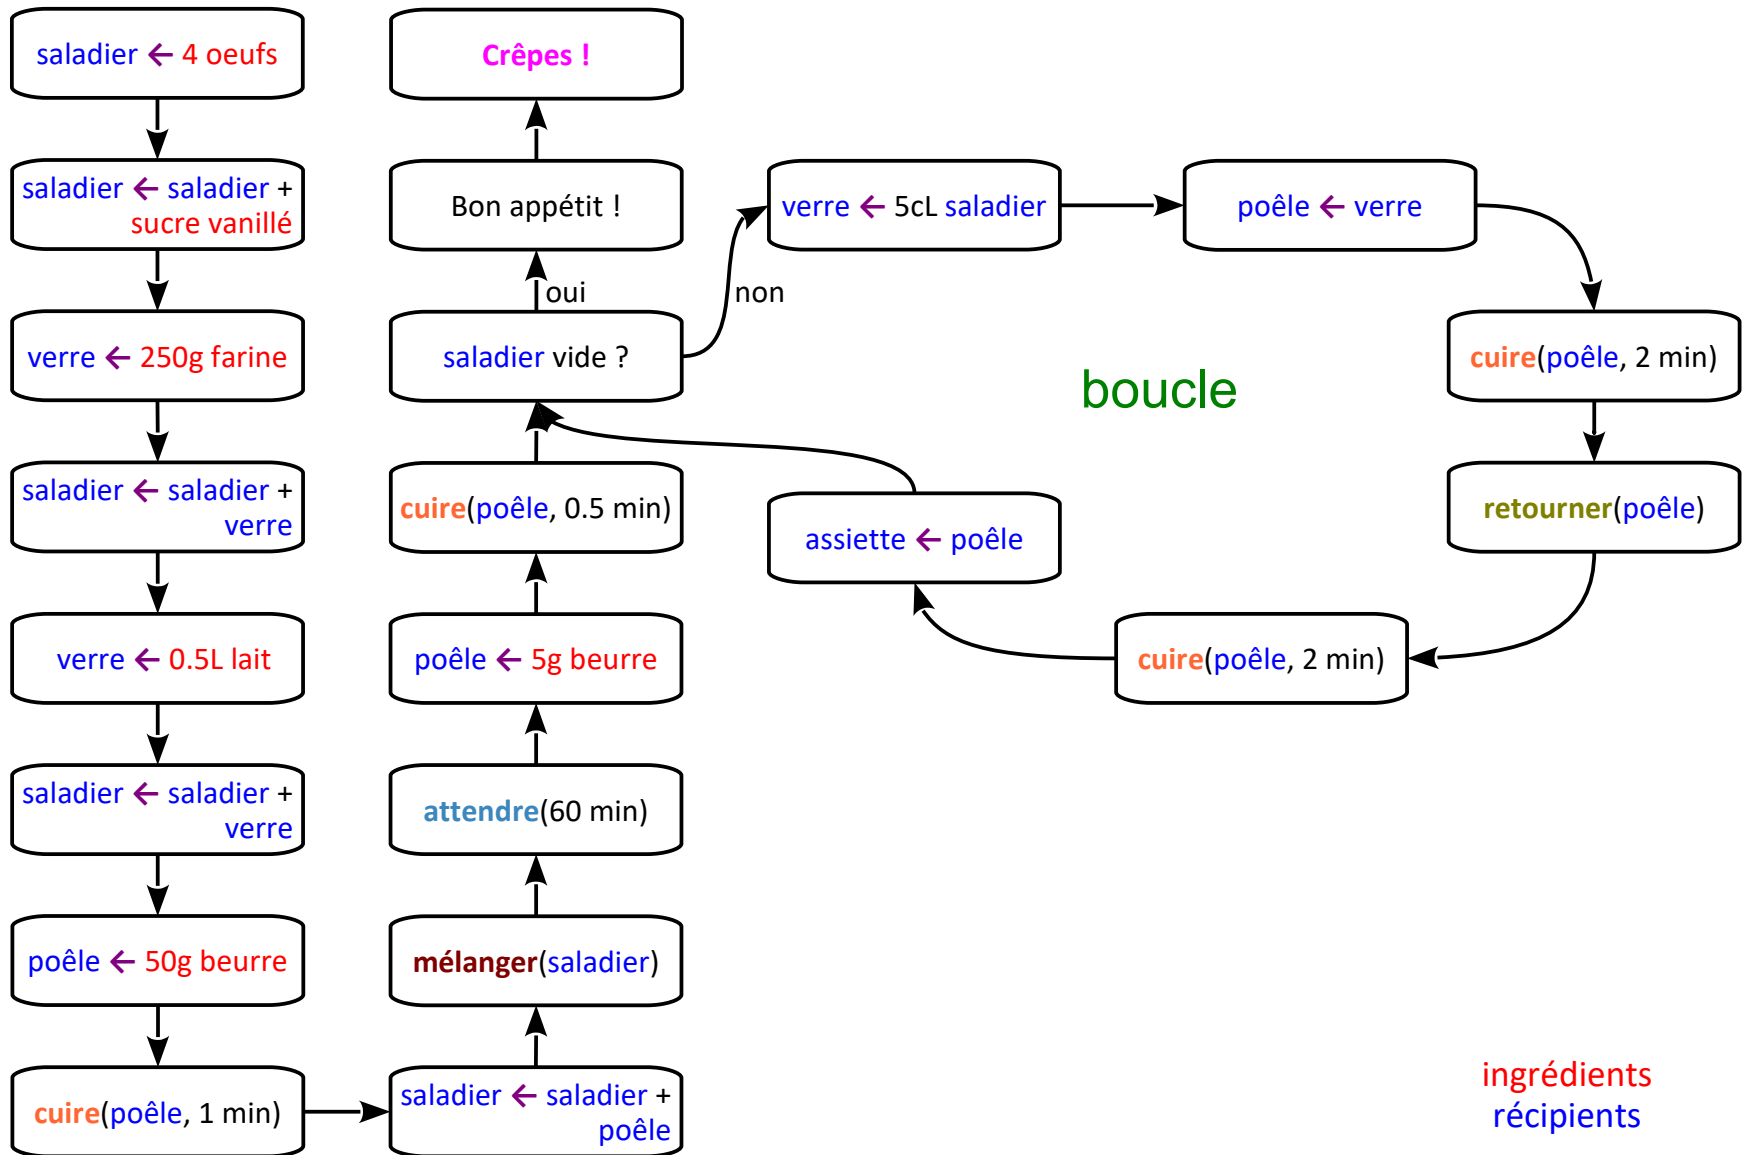 saladier ← 4 oeufs
saladier ← saladier +
sucre vanillé
verre ← 250g farine
saladier ← saladier +
verre
verre ← 0.5L lait
saladier ← saladier +
verre
poêle ← 50g beurre
cuire(poêle, 1 min)
saladier ← saladier +
poêle
mélanger(saladier)
attendre(60 min)
poêle ← 5g beurre
cuire(poêle, 0.5 min)
saladier vide ?
oui
non
Bon appétit !
Crêpes !
verre ← 5cL saladier
poêle ← verre
cuire(poêle, 2 min)
retourner(poêle)
cuire(poêle, 2 min)
assiette ← poêle
boucle
ingrédients
récipients